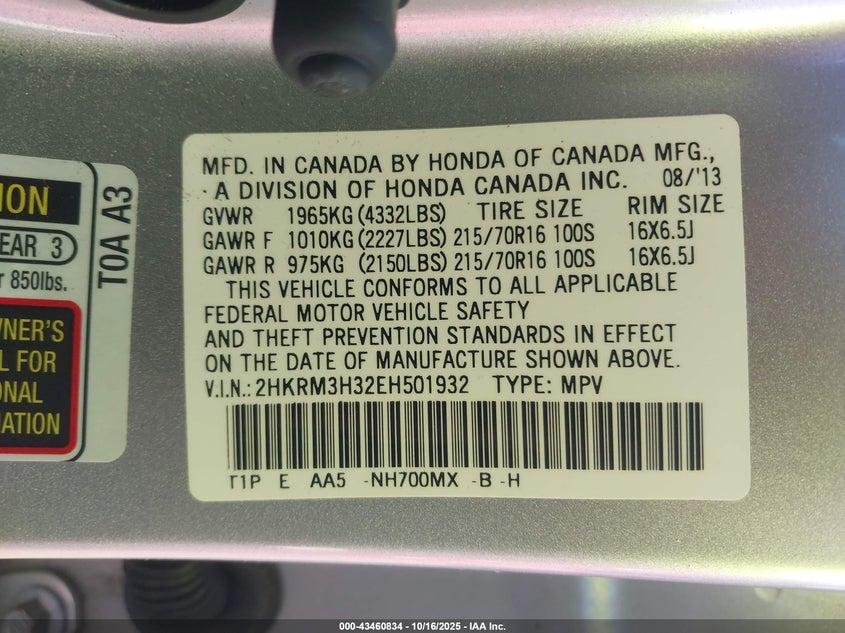 MFD. IN CANADA BY HONDA OF CANADA MFG.,
A DIVISION OF HONDA CANADA INC. 08/'13
GVWR 1965KG (4332LBS) TIRE SIZE RIM SIZE
GAWR F 1010KG (2227LBS) 215/70R16 100S 16X6.5J
GAWR R 975KG (2150LBS) 215/70R16 100S 16X6.5J
THIS VEHICLE CONFORMS TO ALL APPLICABLE
FEDERAL MOTOR VEHICLE SAFETY
AND THEFT PREVENTION STANDARDS IN EFFECT
ON THE DATE OF MANUFACTURE SHOWN ABOVE.
V.I.N.: 2HKRM3H32EH501932 TYPE: MPV
T1P E AA5 -NH700MX -B -H
T0A A3
EAR 3
850lbs.
L FOR
000-43460834 - 10/16/2025 - IAA Inc.